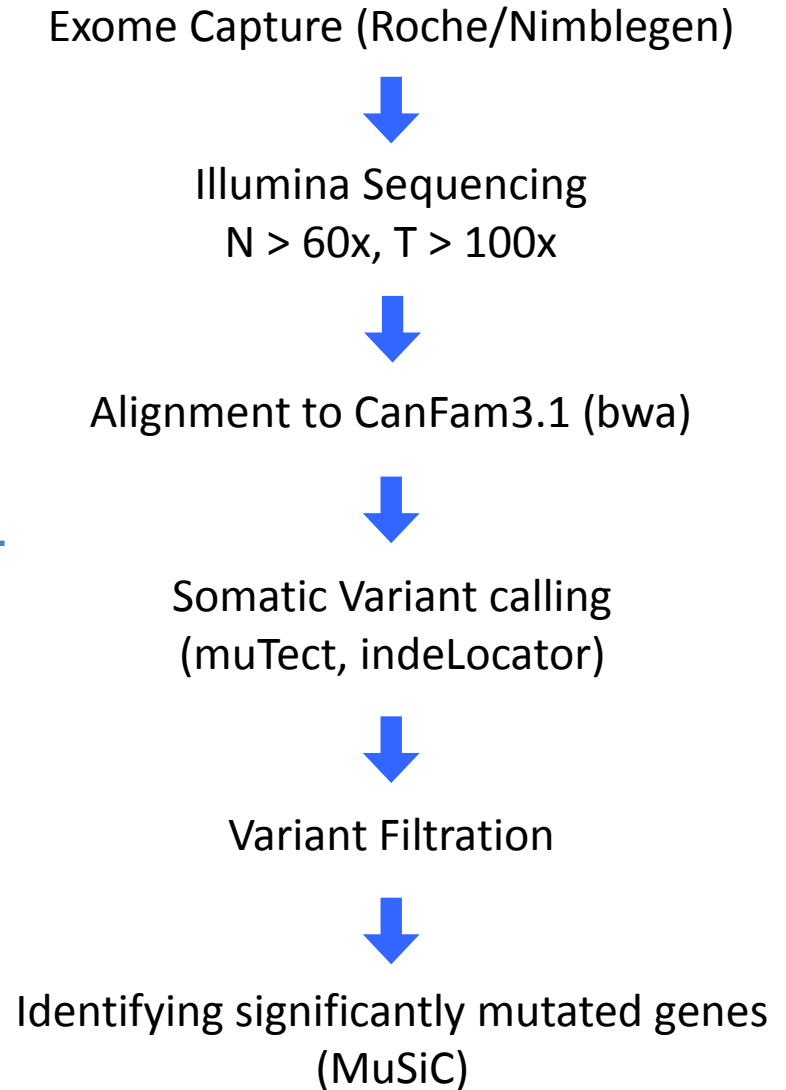 Exome Capture (Roche/Nimblegen)
Illumina Sequencing
N > 60x, T > 100x
Alignment to CanFam3.1 (bwa)
Somatic Variant calling
(muTect, indeLocator)
Variant Filtration
Identifying significantly mutated genes
(MuSiC)